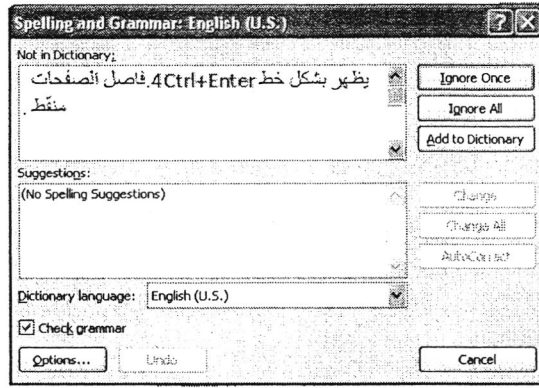 Spelling and Grammar: English (U.S.)
Not in Dictionary:
يظهر بشكل خط Ctrl+Enter‏4.فاصل الصفحات
منقّط .
Ignore Once
Ignore All
Add to Dictionary
Suggestions:
(No Spelling Suggestions)
Change
Change All
AutoCorrect
Dictionary language: English (U.S.)
Check grammar
Options... Undo Cancel